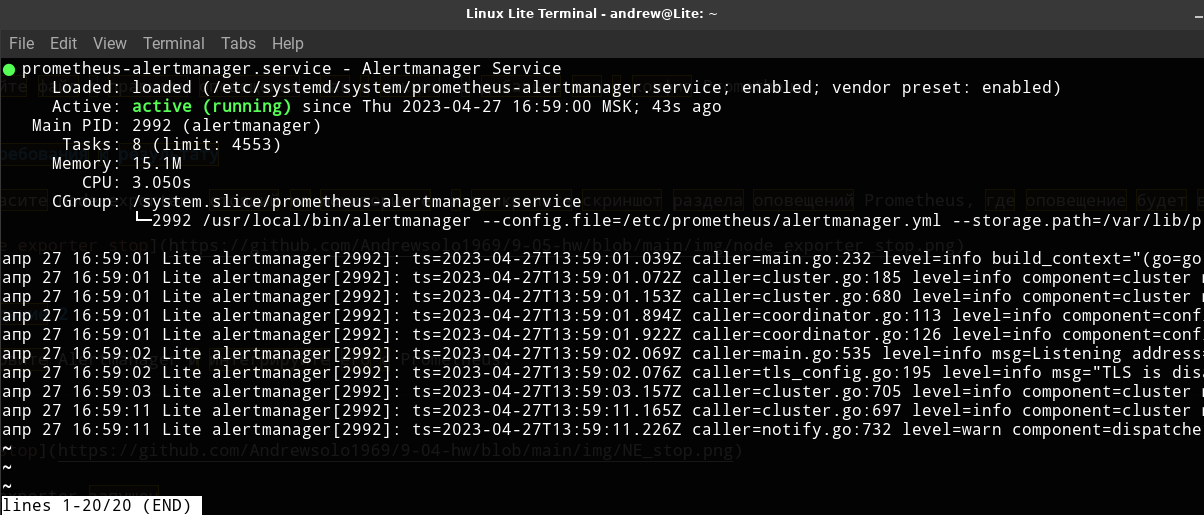 Linux Lite Terminal - andrew@Lite: ~
File Edit View Terminal Tabs Help
● prometheus-alertmanager.service - Alertmanager Service
Loaded: loaded (/etc/systemd/system/prometheus-alertmanager.service; enabled; vendor preset: enabled)
Active: active (running) since Thu 2023-04-27 16:59:00 MSK; 43s ago
Main PID: 2992 (alertmanager)
Tasks: 8 (limit: 4553)
Memory: 15.1M
CPU: 3.050s
CGroup: /system.slice/prometheus-alertmanager.service
└─2992 /usr/local/bin/alertmanager --config.file=/etc/prometheus/alertmanager.yml --storage.path=/var/lib/p
апр 27 16:59:01 Lite alertmanager[2992]: ts=2023-04-27T13:59:01.039Z caller=main.go:232 level=info build_context="(go=go
апр 27 16:59:01 Lite alertmanager[2992]: ts=2023-04-27T13:59:01.072Z caller=cluster.go:185 level=info component=cluster
апр 27 16:59:01 Lite alertmanager[2992]: ts=2023-04-27T13:59:01.153Z caller=cluster.go:680 level=info component=cluster
апр 27 16:59:01 Lite alertmanager[2992]: ts=2023-04-27T13:59:01.894Z caller=coordinator.go:113 level=info component=conf
апр 27 16:59:01 Lite alertmanager[2992]: ts=2023-04-27T13:59:01.922Z caller=coordinator.go:126 level=info component=conf
апр 27 16:59:02 Lite alertmanager[2992]: ts=2023-04-27T13:59:02.069Z caller=main.go:535 level=info msg=Listening address=
апр 27 16:59:02 Lite alertmanager[2992]: ts=2023-04-27T13:59:02.076Z caller=tls_config.go:195 level=info msg="TLS is disa
апр 27 16:59:03 Lite alertmanager[2992]: ts=2023-04-27T13:59:03.157Z caller=cluster.go:705 level=info component=cluster
апр 27 16:59:11 Lite alertmanager[2992]: ts=2023-04-27T13:59:11.165Z caller=cluster.go:697 level=info component=cluster
апр 27 16:59:11 Lite alertmanager[2992]: ts=2023-04-27T13:59:11.226Z caller=notify.go:732 level=warn component=dispatche
~
~
~
lines 1-20/20 (END)